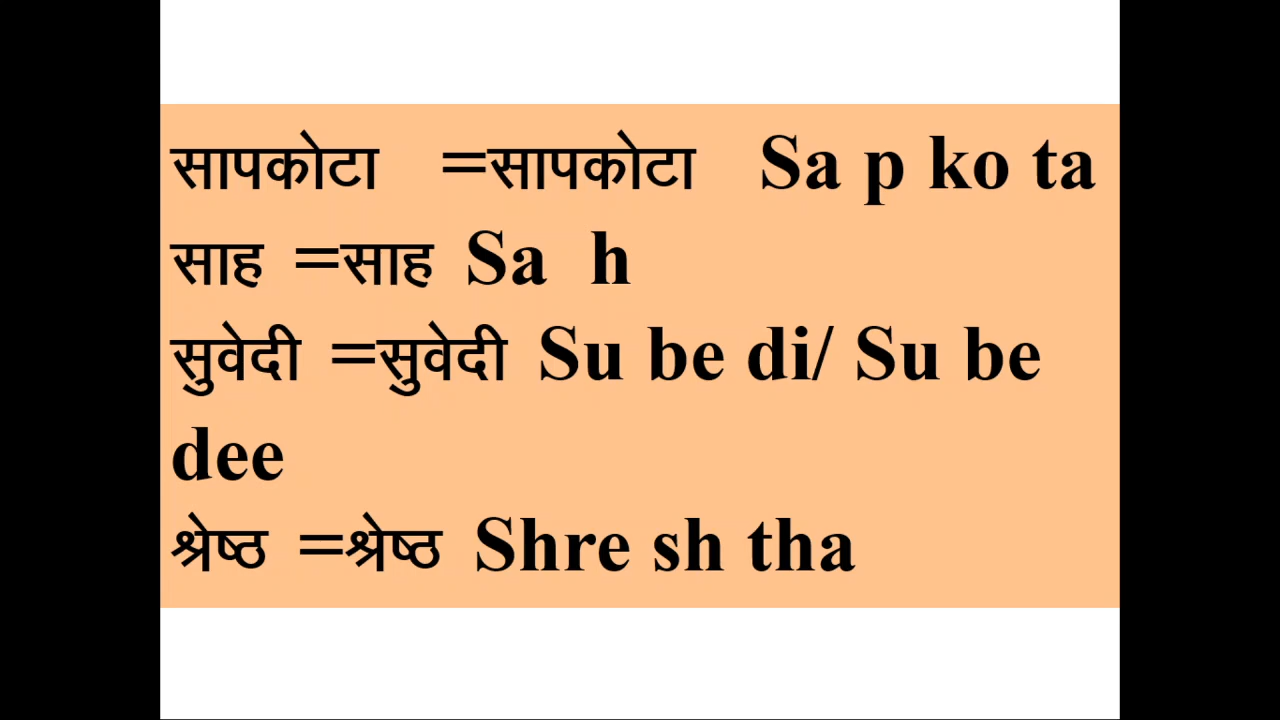 सापकोटा =सापकोटा Sa p ko ta
साह =साह Sa h
सुवेदी =सुवेदी Su be di/ Su be
dee
श्रेष्ठ =श्रेष्ठ Shre sh tha